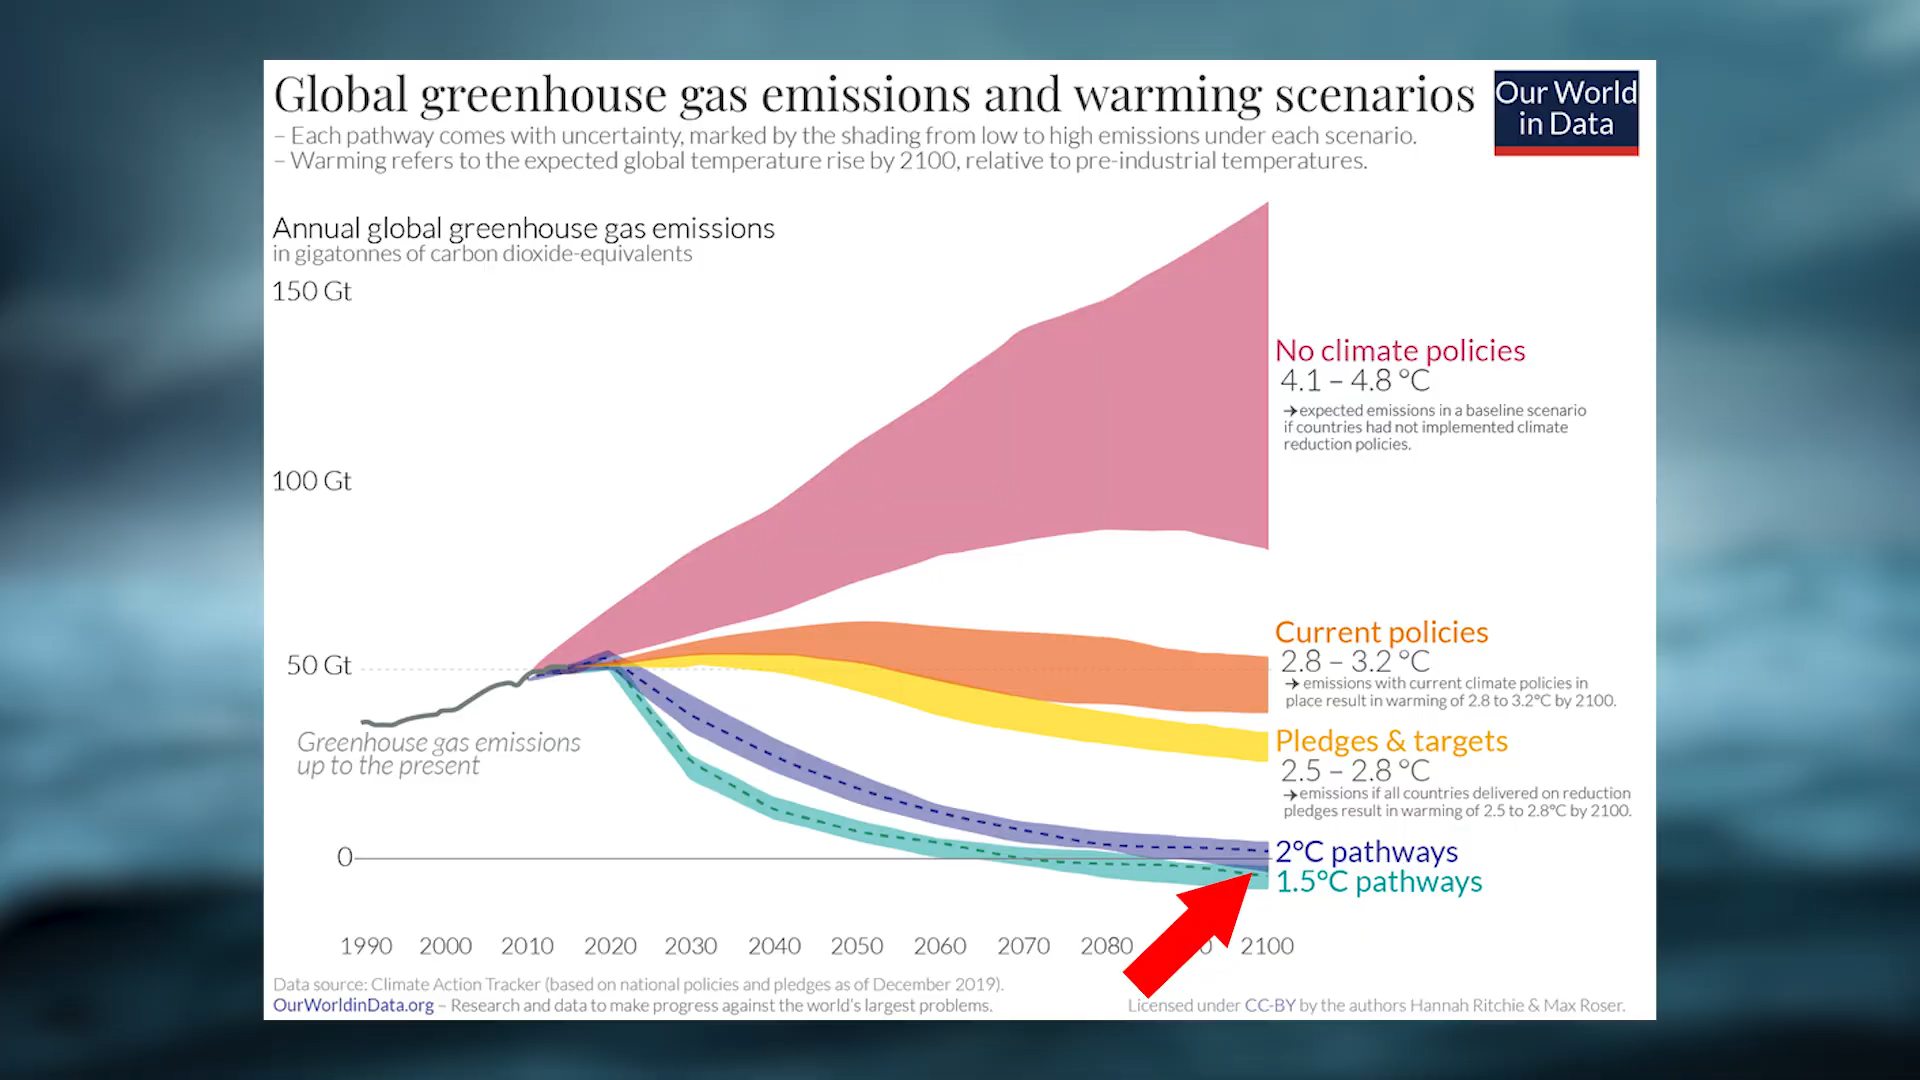 Global greenhouse gas emissions and warming scenarios
– Each pathway comes with uncertainty, marked by the shading from low to high emissions under each scenario.
– Warming refers to the expected global temperature rise by 2100, relative to pre-industrial temperatures.
Our World
in Data
Annual global greenhouse gas emissions
in gigatonnes of carbon dioxide-equivalents
150 Gt
100 Gt
50 Gt
0
No climate policies
4.1 – 4.8 °C
→ expected emissions in a baseline scenario
if countries had not implemented climate
reduction policies.
Current policies
2.8 – 3.2 °C
→ emissions with current climate policies in
place result in warming of 2.8 to 3.2°C by 2100.
Pledges & targets
2.5 – 2.8 °C
→ emissions if all countries delivered on reduction
pledges result in warming of 2.5 to 2.8°C by 2100.
2°C pathways
1.5°C pathways
Greenhouse gas emissions
up to the present
1990 2000 2010 2020 2030 2040 2050 2060 2070 2080 2100
Data source: Climate Action Tracker (based on national policies and pledges as of December 2019).
OurWorldinData.org – Research and data to make progress against the world's largest problems.
Licensed under CC-BY by the authors Hannah Ritchie & Max Roser.